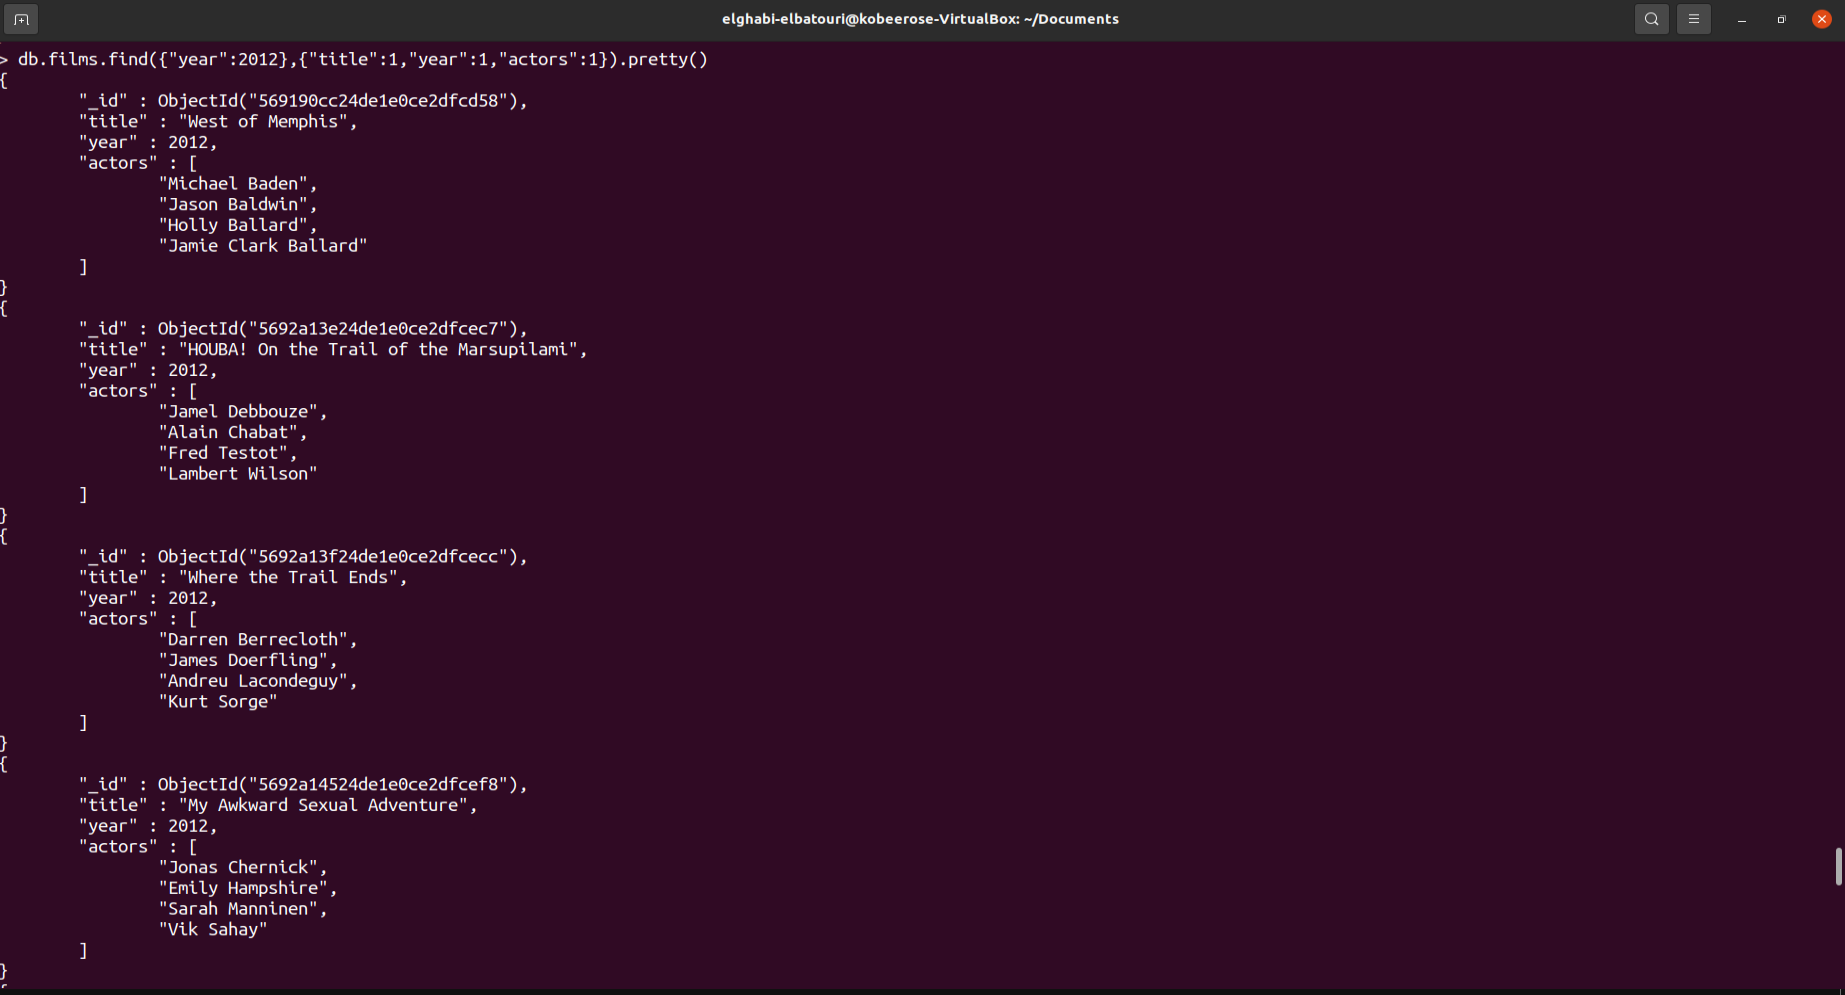 elghabi-elbatouri@kobeerose-VirtualBox: ~/Documents
> db.films.find({"year":2012},{"title":1,"year":1,"actors":1}).pretty()
{
"_id" : ObjectId("569190cc24de1e0ce2dfcd58"),
"title" : "West of Memphis",
"year" : 2012,
"actors" : [
"Michael Baden",
"Jason Baldwin",
"Holly Ballard",
"Jamie Clark Ballard"
]
}
{
"_id" : ObjectId("5692a13e24de1e0ce2dfcec7"),
"title" : "HOUBA! On the Trail of the Marsupilami",
"year" : 2012,
"actors" : [
"Jamel Debbouze",
"Alain Chabat",
"Fred Testot",
"Lambert Wilson"
]
}
{
"_id" : ObjectId("5692a13f24de1e0ce2dfcecc"),
"title" : "Where the Trail Ends",
"year" : 2012,
"actors" : [
"Darren Berrecloth",
"James Doerfling",
"Andreu Lacondeguy",
"Kurt Sorge"
]
}
{
"_id" : ObjectId("5692a14524de1e0ce2dfcef8"),
"title" : "My Awkward Sexual Adventure",
"year" : 2012,
"actors" : [
"Jonas Chernick",
"Emily Hampshire",
"Sarah Manninen",
"Vik Sahay"
]
}